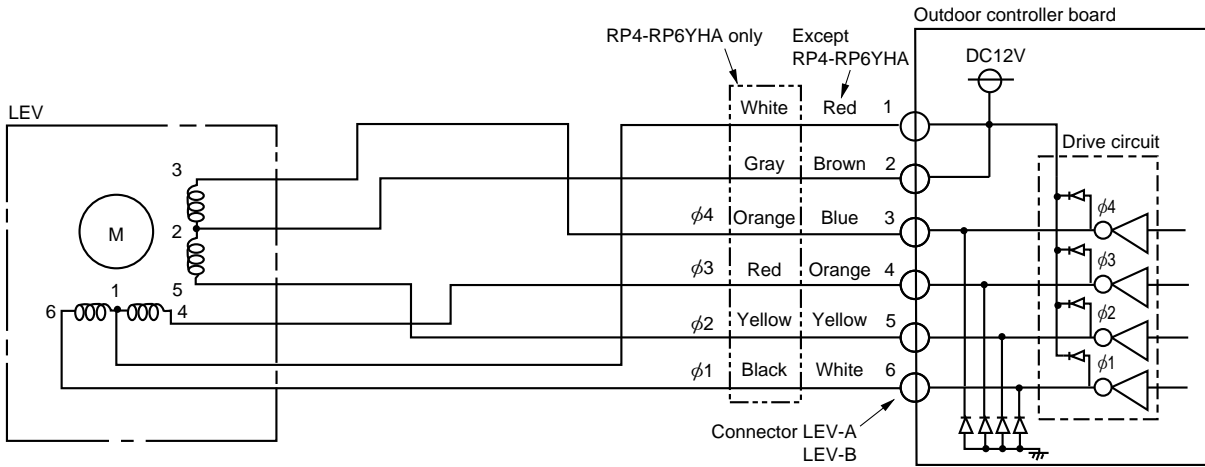 Outdoor controller board
RP4-RP6YHA only
Except
RP4-RP6YHA
DC12V
LEV
White Red 1
Drive circuit
3
Gray Brown 2
M
2
ϕ4 Orange Blue 3
ϕ4
ϕ3 Red Orange 4
ϕ3
1 5
6 4
ϕ2 Yellow Yellow 5
ϕ2
ϕ1 Black White 6
ϕ1
Connector LEV-A
LEV-B